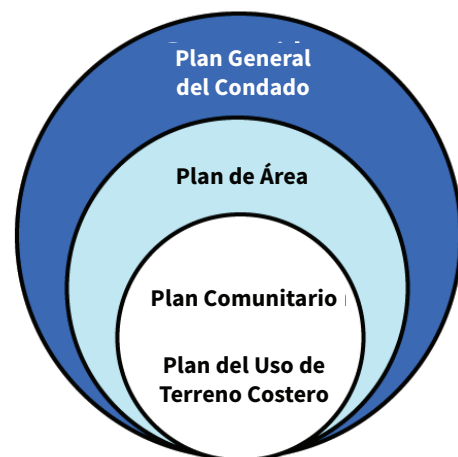 Plan General
del Condado
Plan de Área
Plan Comunitario
Plan del Uso de
Terreno Costero